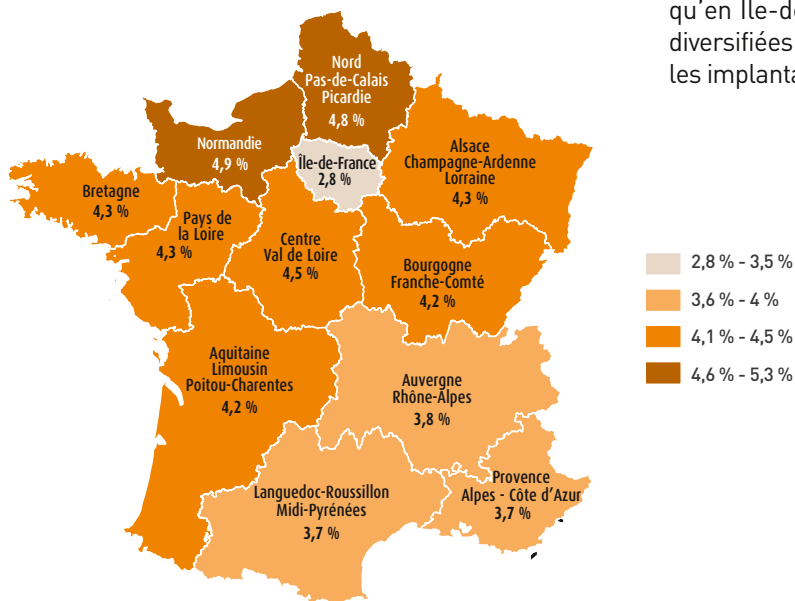 qu'en Ile-de
diversifiées
les implanta
Nord
Pas-de-Calais
Picardie
4,8 %
Normandie
4,9 %
Île-de-France
2,8 %
Alsace
Champagne-Ardenne
Lorraine
4,3 %
Bretagne
4,3 %
Pays de
la Loire
4,3 %
Centre
Val de Loire
4,5 %
Bourgogne
Franche-Comté
4,2 %
2,8 % - 3,5 %
3,6 % - 4 %
4,1 % - 4,5 %
4,6 % - 5,3 %
Aquitaine
Limousin
Poitou-Charentes
4,2 %
Auvergne
Rhône-Alpes
3,8 %
Languedoc-Roussillon
Midi-Pyrénées
3,7 %
Provence
Alpes - Côte d'Azur
3,7 %